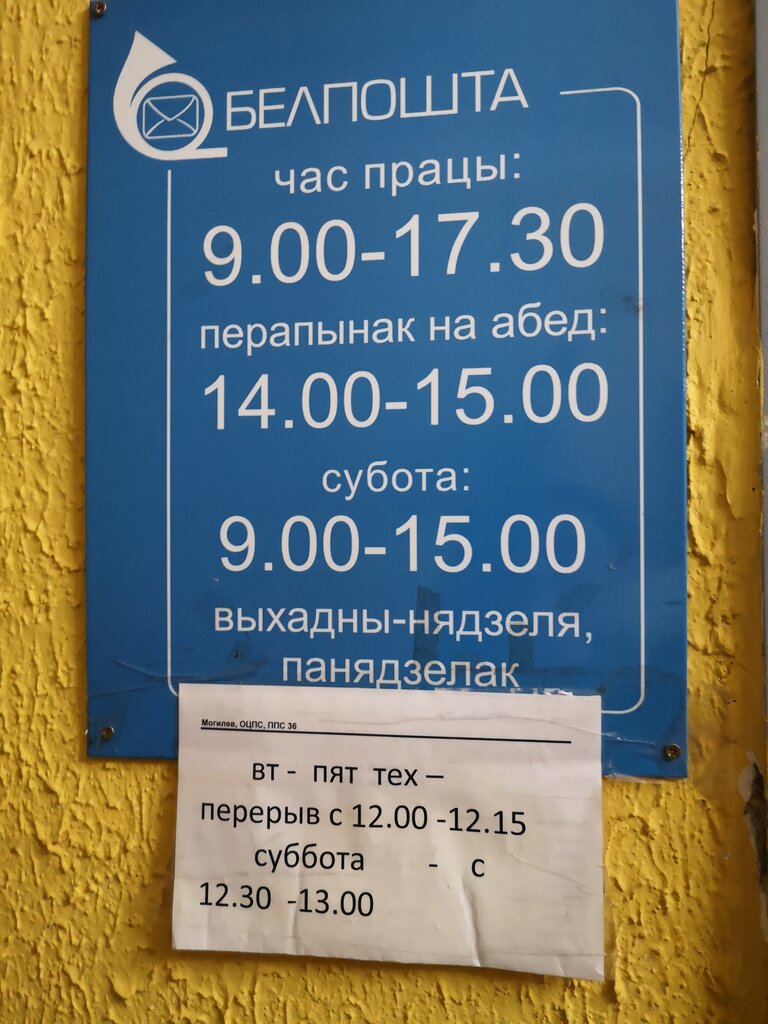 БЕЛПОШТА
час працы:
9.00-17.30
перапынак на абед:
14.00-15.00
субота:
9.00-15.00
выхадны-нядзеля,
панядзелак
Могилев, ОЦПС, ППС 36
вт - пят тех –
перерыв с 12.00 -12.15
суббота - с
12.30 -13.00